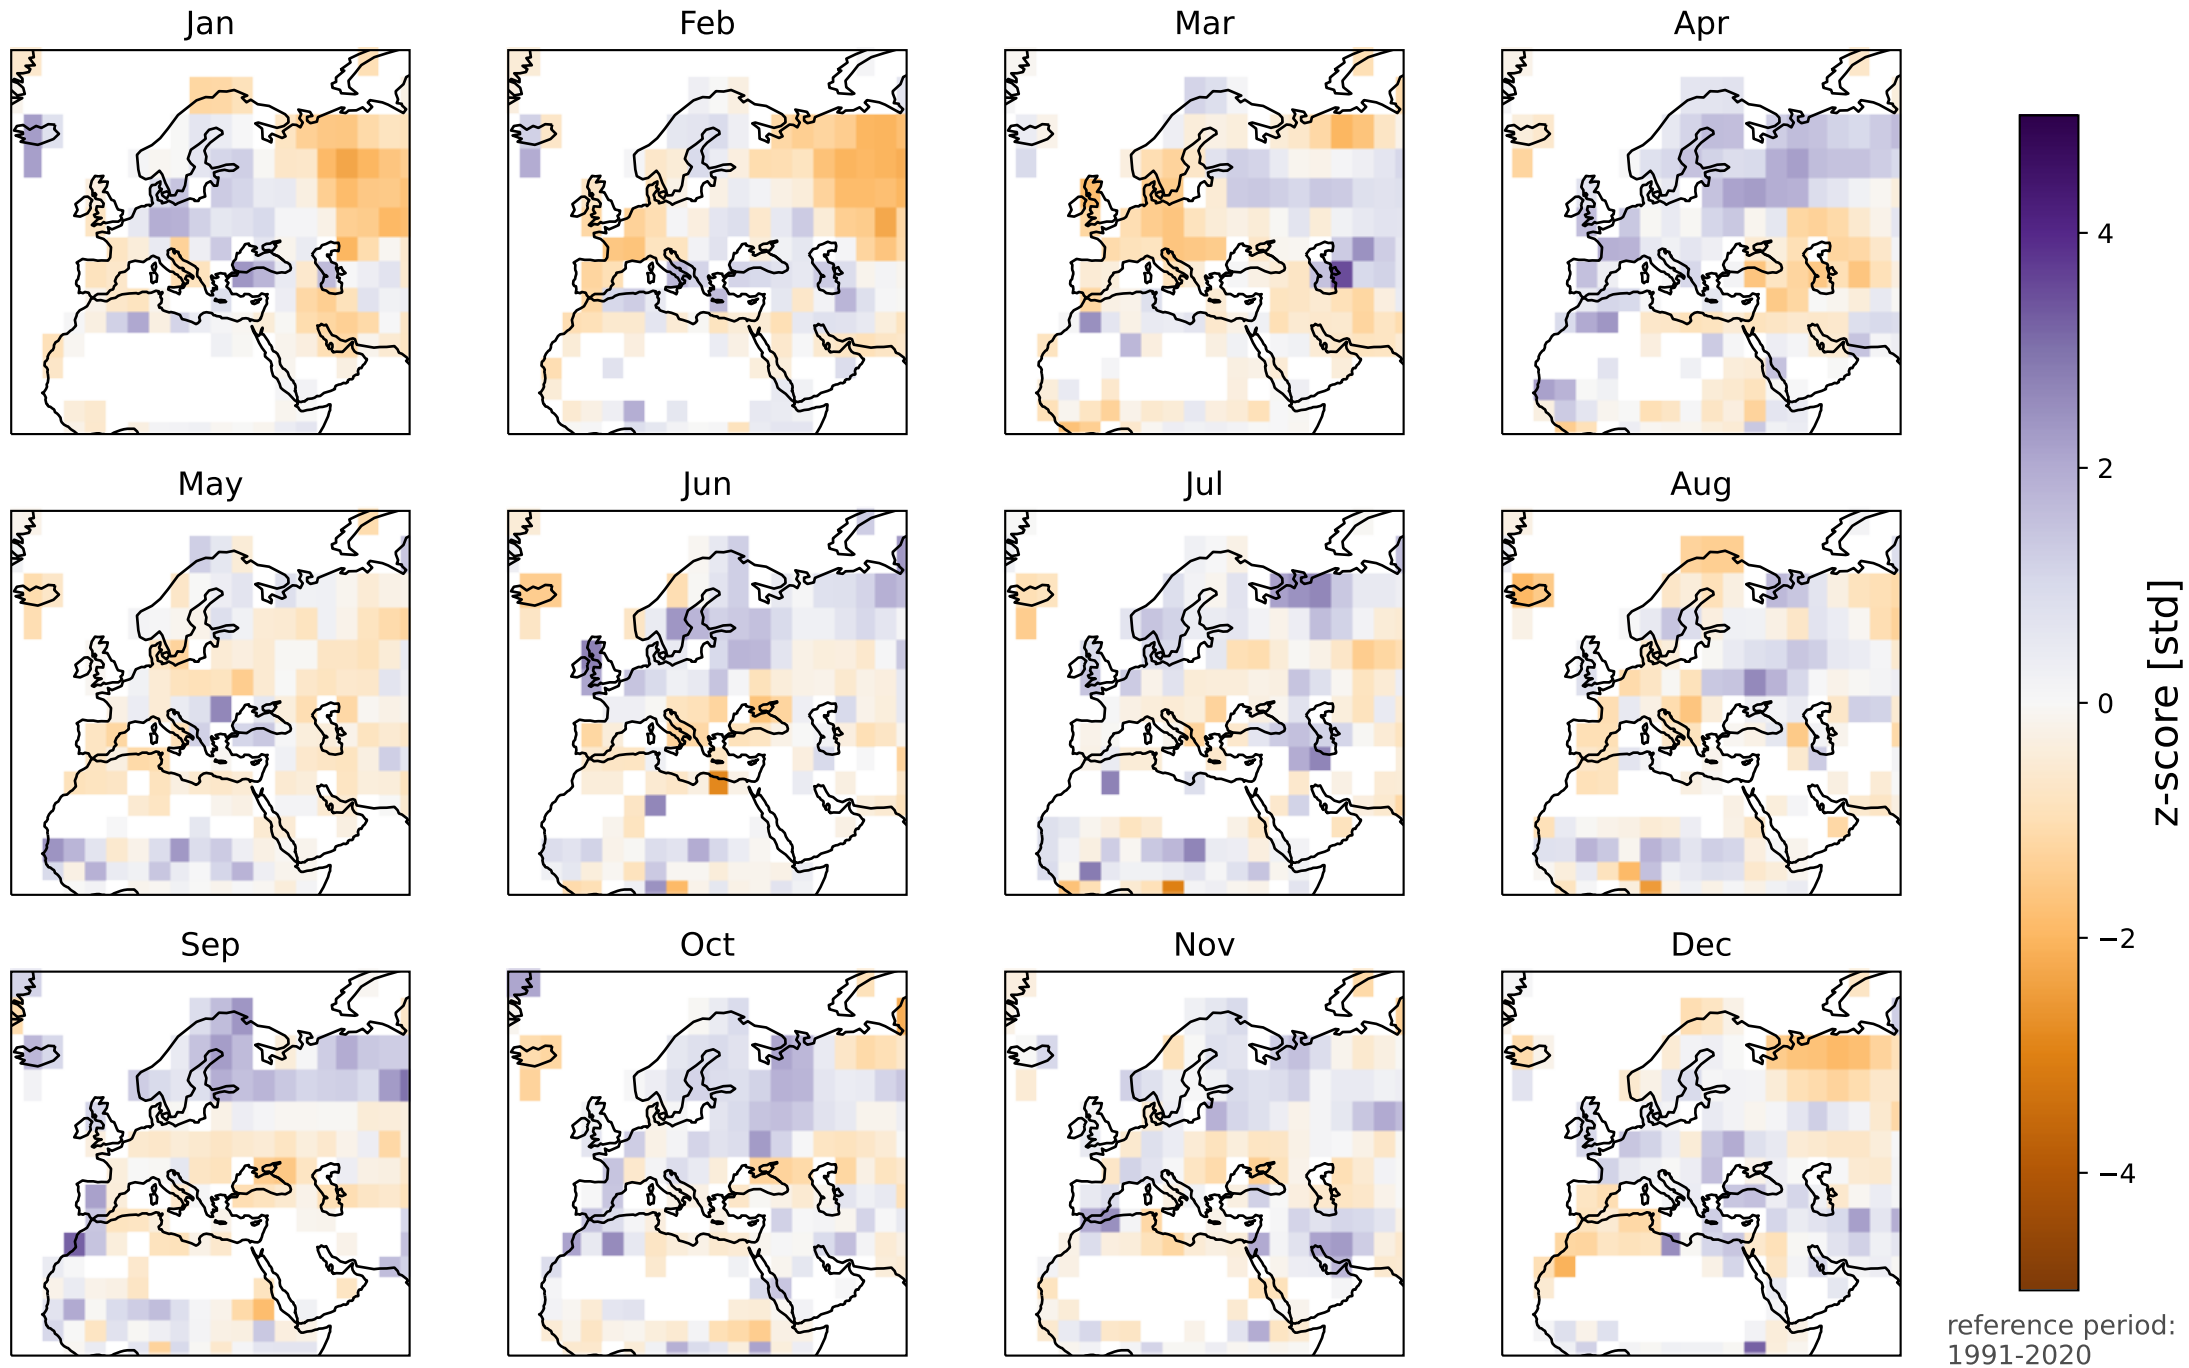 Jan
Feb
Mar
Apr
May
Jun
Jul
Aug
Sep
Oct
Nov
Dec
4
2
0
−2
−4
z-score [std]
reference period:
1991-2020